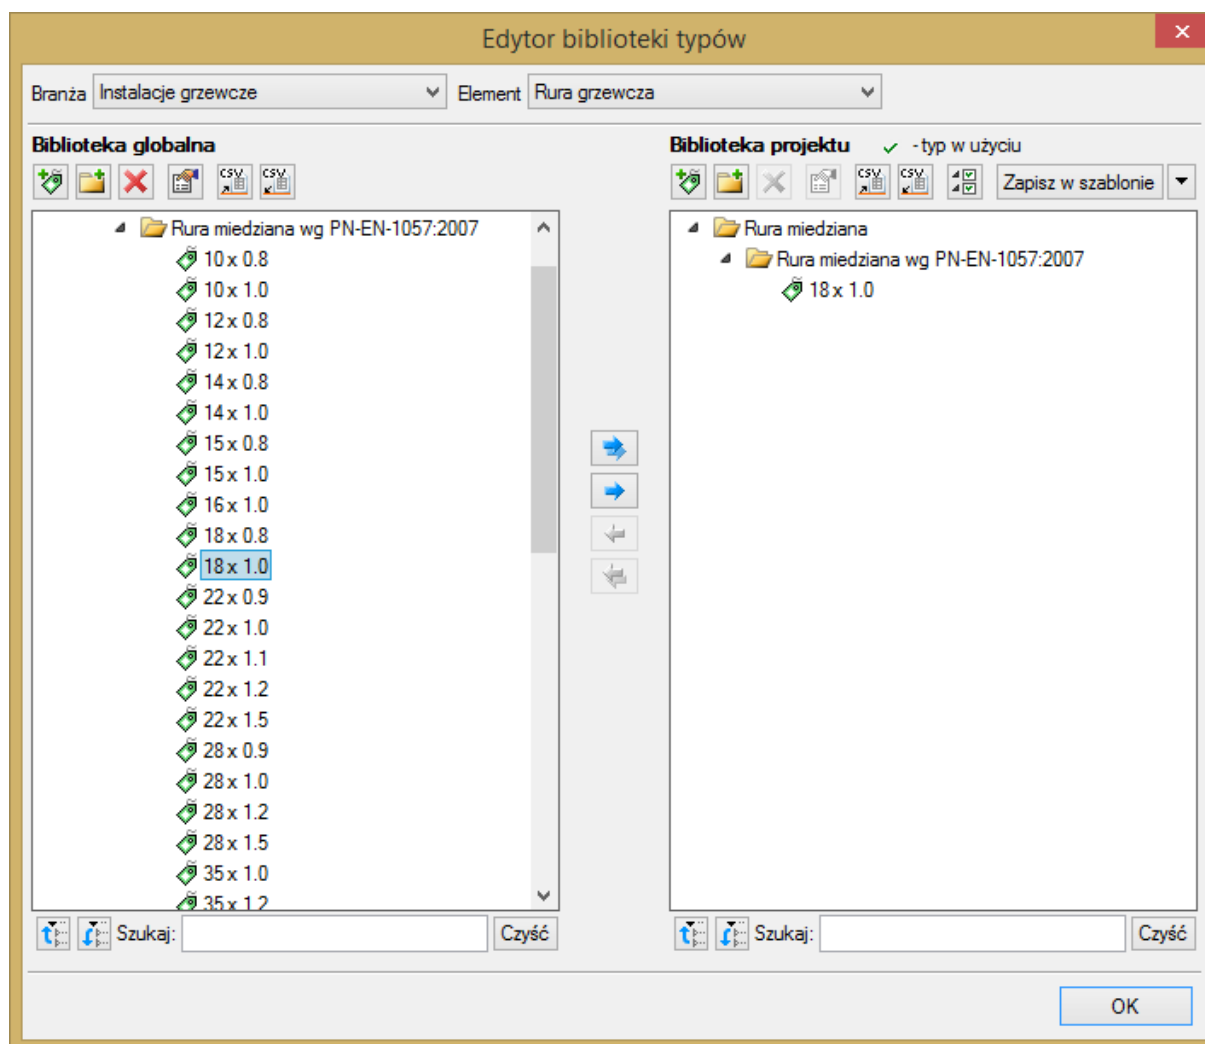 Edytor biblioteki typów
Branża Instalacje grzewcze Element Rura grzewcza
Biblioteka globalna
CSV CSV
Rura miedziana wg PN-EN-1057:2007
10 x 0.8
10 x 1.0
12 x 0.8
12 x 1.0
14 x 0.8
14 x 1.0
15 x 0.8
15 x 1.0
16 x 1.0
18 x 0.8
18 x 1.0
22 x 0.9
22 x 1.0
22 x 1.1
22 x 1.2
22 x 1.5
28 x 0.9
28 x 1.0
28 x 1.2
28 x 1.5
35 x 1.0
35 x 1.2
Szukaj: Czyść
Biblioteka projektu - typ w użyciu
CSV CSV Zapisz w szablonie
Rura miedziana
Rura miedziana wg PN-EN-1057:2007
18 x 1.0
Szukaj: Czyść
OK